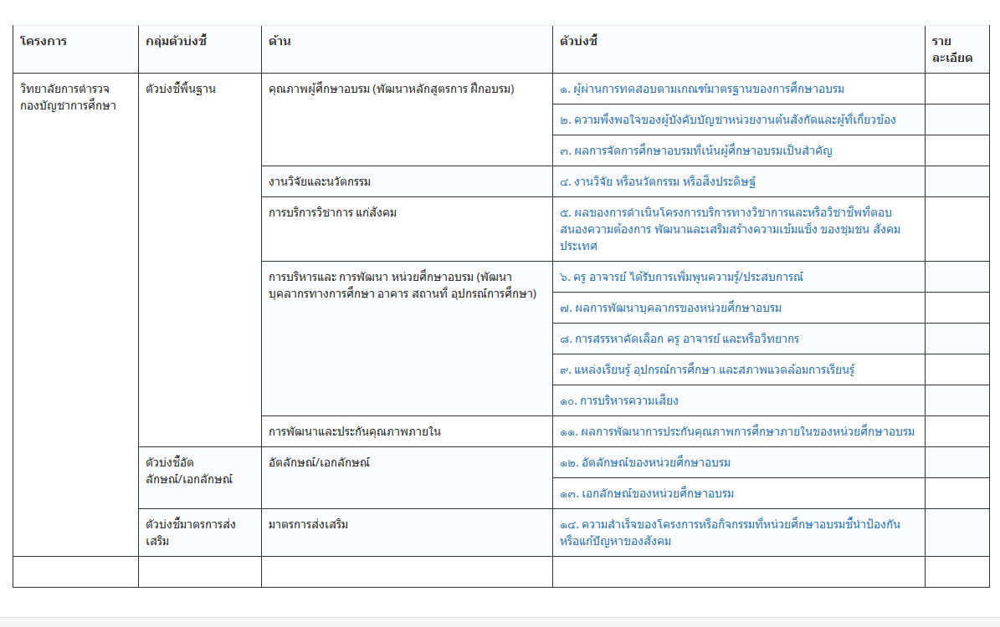 โครงการ
กลุ่มตัวบ่งชี้
ด้าน
ตัวบ่งชี้
ราย
ละเอียด
วิทยาลัยการตำรวจ
กองบัญชาการศึกษา
ตัวบ่งชี้พื้นฐาน
คุณภาพผู้ศึกษาอบรม (พัฒนาหลักสูตรการ ฝึกอบรม)
๑. ผู้ผ่านการทดสอบตามเกณฑ์มาตรฐานของการศึกษาอบรม
๒. ความพึงพอใจของผู้บังคับบัญชาหน่วยงานต้นสังกัดและผู้ที่เกี่ยวข้อง
๓. ผลการจัดการศึกษาอบรมที่เน้นผู้ศึกษาอบรมเป็นสำคัญ
งานวิจัยและนวัตกรรม
๔. งานวิจัย หรือนวัตกรรม หรือสิ่งประดิษฐ์
การบริการวิชาการ แก่สังคม
๕. ผลของการดำเนินโครงการบริการทางวิชาการและหรือวิชาชีพที่ตอบ
สนองความต้องการ พัฒนาและเสริมสร้างความเข้มแข็ง ของชุมชน สังคม
ประเทศ
การบริหารและ การพัฒนา หน่วยศึกษาอบรม (พัฒนา
บุคลากรทางการศึกษา อาคาร สถานที่ อุปกรณ์การศึกษา)
๖. ครู อาจารย์ ได้รับการเพิ่มพูนความรู้/ประสบการณ์
๗. ผลการพัฒนาบุคลากรของหน่วยศึกษาอบรม
๘. การสรรหาคัดเลือก ครู อาจารย์ และหรือวิทยากร
๙. แหล่งเรียนรู้ อุปกรณ์การศึกษา และสภาพแวดล้อมการเรียนรู้
๑๐. การบริหารความเสี่ยง
การพัฒนาและประกันคุณภาพภายใน
๑๑. ผลการพัฒนาการประกันคุณภาพการศึกษาภายในของหน่วยศึกษาอบรม
ตัวบ่งชี้อัต
ลักษณ์/เอกลักษณ์
อัตลักษณ์/เอกลักษณ์
๑๒. อัตลักษณ์ของหน่วยศึกษาอบรม
๑๓. เอกลักษณ์ของหน่วยศึกษาอบรม
ตัวบ่งชี้มาตรการส่ง
เสริม
มาตรการส่งเสริม
๑๔. ความสำเร็จของโครงการหรือกิจกรรมที่หน่วยศึกษาอบรมชี้นำป้องกัน
หรือแก้ปัญหาของสังคม